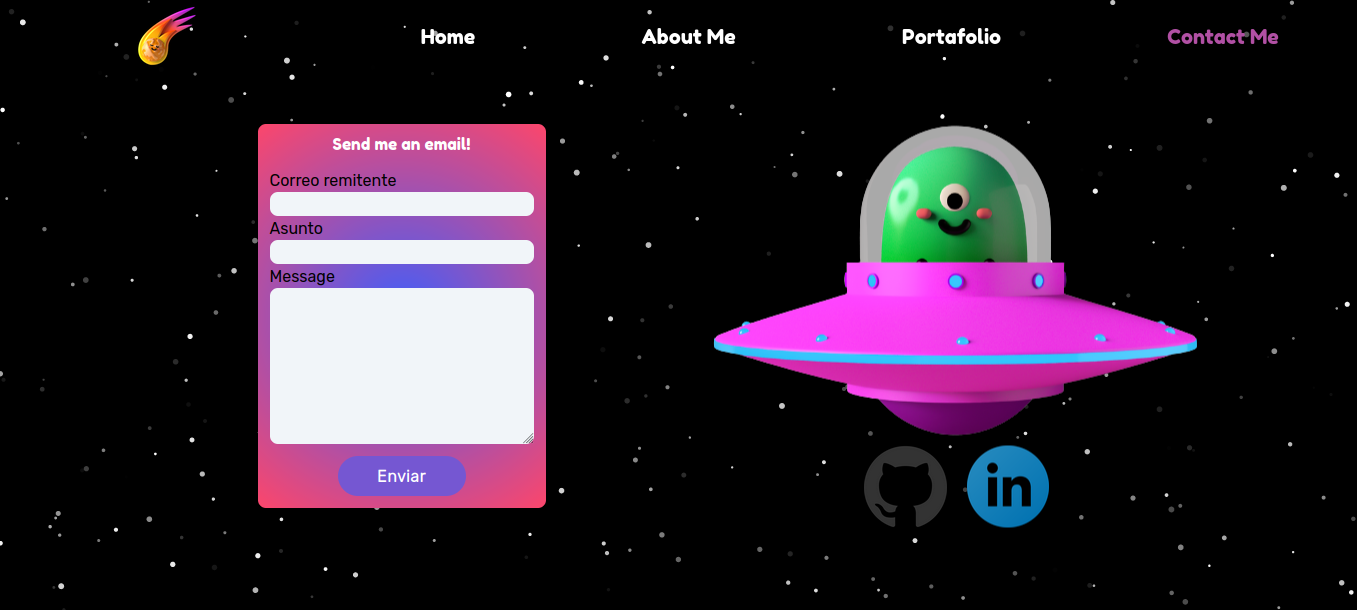 Home
About Me
Portafolio
Contact Me
Send me an email!
Correo remitente
Asunto
Message
Enviar
in